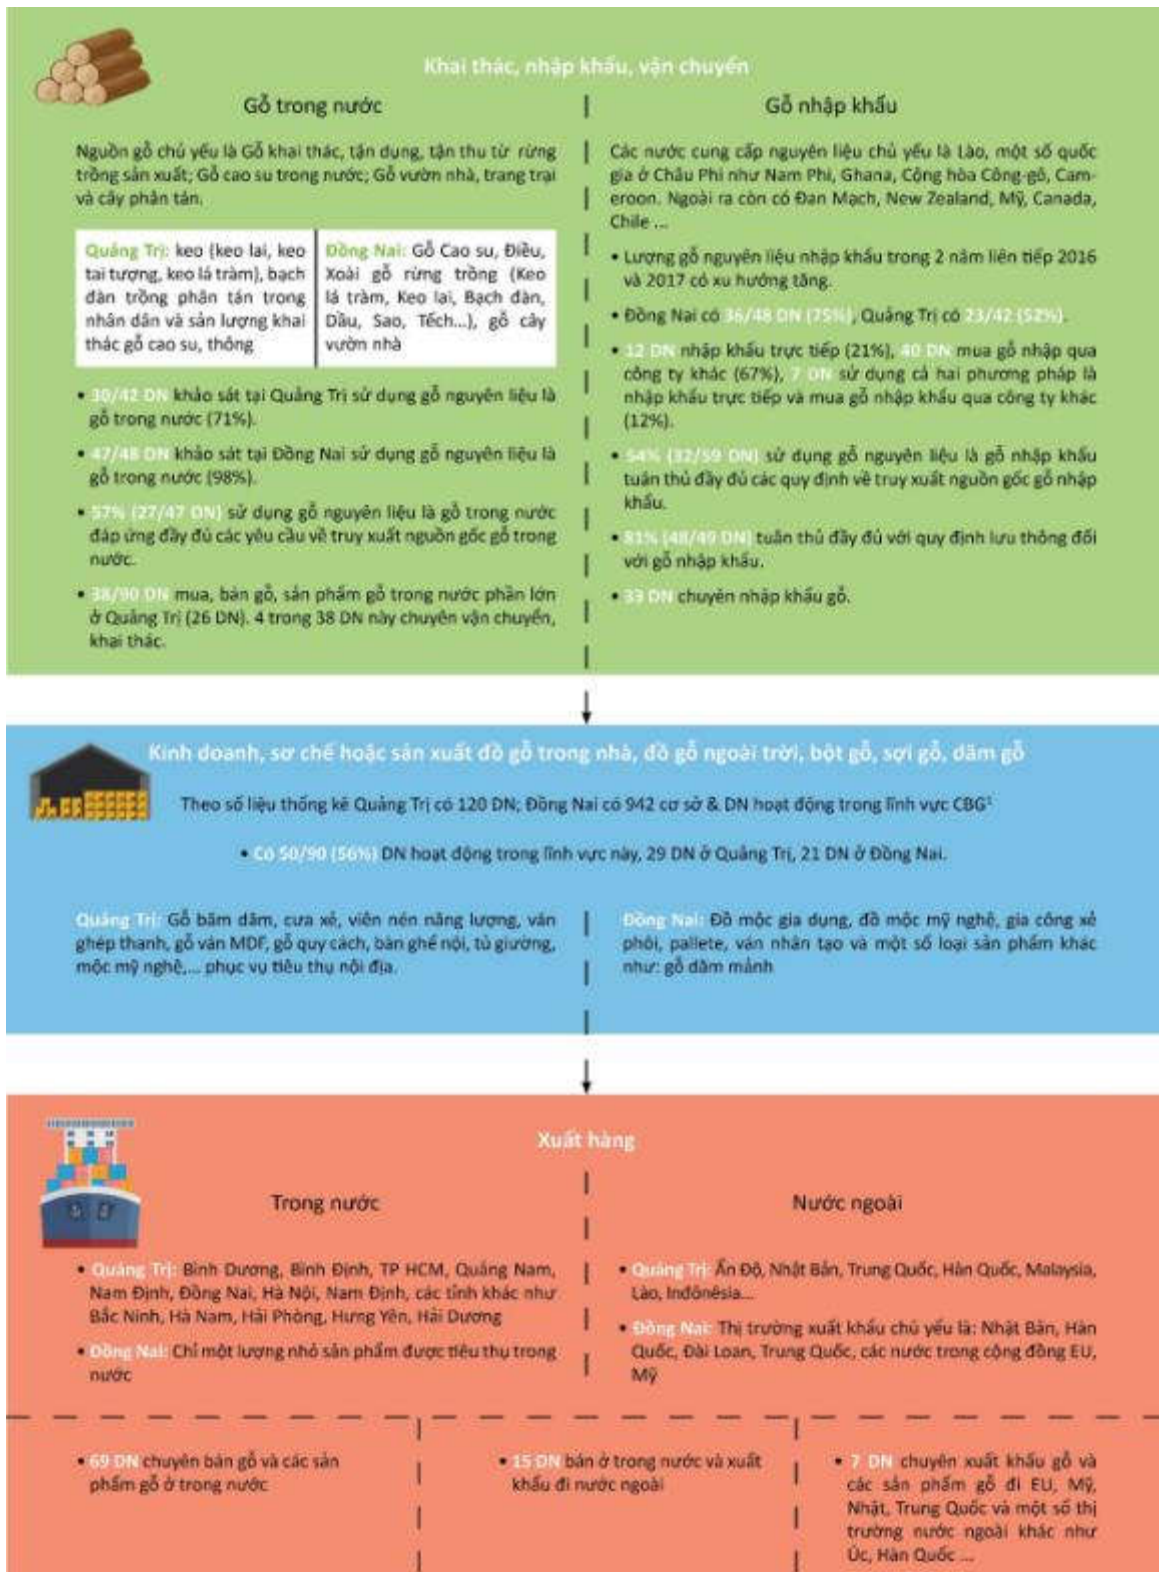 Khai thác, nhập khẩu, vận chuyển
Gỗ trong nước
Nguồn gỗ chủ yếu là Gỗ khai thác, tận dụng, tận thu từ rừng
trồng sản xuất; Gỗ cao su trong nước; Gỗ vườn nhà, trang trại
và cây phân tán.
Quảng Trị: keo (keo lai, keo
tai tượng, keo lá tràm), bạch
đàn trồng phân tán trong
nhân dân và sản lượng khai
thác gỗ cao su, thông
Đồng Nai: Gỗ Cao su, Điều,
Xoài gỗ rừng trồng (Keo
lá tràm, Keo lai, Bạch đàn,
Dầu, Sao, Tếch...), gỗ cây
vườn nhà
• 30/42 DN khảo sát tại Quảng Trị sử dụng gỗ nguyên liệu là
gỗ trong nước (71%).
• 47/48 DN khảo sát tại Đồng Nai sử dụng gỗ nguyên liệu là
gỗ trong nước (98%).
• 57% (27/47 DN) sử dụng gỗ nguyên liệu là gỗ trong nước
đáp ứng đầy đủ các yêu cầu về truy xuất nguồn gốc gỗ trong
nước.
• 38/90 DN mua, bán gỗ, sản phẩm gỗ trong nước phần lớn
ở Quảng Trị (26 DN). 4 trong 38 DN này chuyên vận chuyển,
khai thác.
Gỗ nhập khẩu
Các nước cung cấp nguyên liệu chủ yếu là Lào, một số quốc
gia ở Châu Phi như Nam Phi, Ghana, Cộng hòa Công-gô, Cam-
eroon. Ngoài ra còn có Đan Mạch, New Zealand, Mỹ, Canada,
Chile ...
• Lượng gỗ nguyên liệu nhập khẩu trong 2 năm liên tiếp 2016
và 2017 có xu hướng tăng.
• Đồng Nai có 36/48 DN (75%), Quảng Trị có 23/42 (52%).
• 12 DN nhập khẩu trực tiếp (21%), 40 DN mua gỗ nhập qua
công ty khác (67%), 7 DN sử dụng cả hai phương pháp là
nhập khẩu trực tiếp và mua gỗ nhập khẩu qua công ty khác
(12%).
• 54% (32/59 DN) sử dụng gỗ nguyên liệu là gỗ nhập khẩu
tuân thủ đầy đủ các quy định về truy xuất nguồn gốc gỗ nhập
khẩu.
• 81% (48/49 DN) tuân thủ đầy đủ với quy định lưu thông đối
với gỗ nhập khẩu.
• 33 DN chuyên nhập khẩu gỗ.
Kinh doanh, sơ chế hoặc sản xuất đồ gỗ trong nhà, đồ gỗ ngoài trời, bột gỗ, sợi gỗ, dăm gỗ
Theo số liệu thống kê Quảng Trị có 120 DN; Đồng Nai có 942 cơ sở & DN hoạt động trong lĩnh vực CBG¹
• Có 50/90 (56%) DN hoạt động trong lĩnh vực này, 29 DN ở Quảng Trị, 21 DN ở Đồng Nai.
Quảng Trị: Gỗ băm dăm, cưa xẻ, viên nén năng lượng, ván
ghép thanh, gỗ ván MDF, gỗ quy cách, bàn ghế nội, tủ giường,
mộc mỹ nghệ,... phục vụ tiêu thụ nội địa.
Đồng Nai: Đồ mộc gia dụng, đồ mộc mỹ nghệ, gia công xẻ
phôi, pallete, ván nhân tạo và một số loại sản phẩm khác
như: gỗ dăm mảnh
Xuất hàng
Trong nước
• Quảng Trị: Bình Dương, Bình Định, TP HCM, Quảng Nam,
Nam Định, Đồng Nai, Hà Nội, Nam Định, các tỉnh khác như
Bắc Ninh, Hà Nam, Hải Phòng, Hưng Yên, Hải Dương
• Đồng Nai: Chỉ một lượng nhỏ sản phẩm được tiêu thụ trong
nước
Nước ngoài
• Quảng Trị: Ấn Độ, Nhật Bản, Trung Quốc, Hàn Quốc, Malaysia,
Lào, Indônêsia...
• Đồng Nai: Thị trường xuất khẩu chủ yếu là: Nhật Bản, Hàn
Quốc, Đài Loan, Trung Quốc, các nước trong cộng đồng EU,
Mỹ
• 69 DN chuyên bán gỗ và các sản
phẩm gỗ ở trong nước
• 15 DN bán ở trong nước và xuất
khẩu đi nước ngoài
• 7 DN chuyên xuất khẩu gỗ và
các sản phẩm gỗ đi EU, Mỹ,
Nhật, Trung Quốc và một số thị
trường nước ngoài khác như
Úc, Hàn Quốc ...